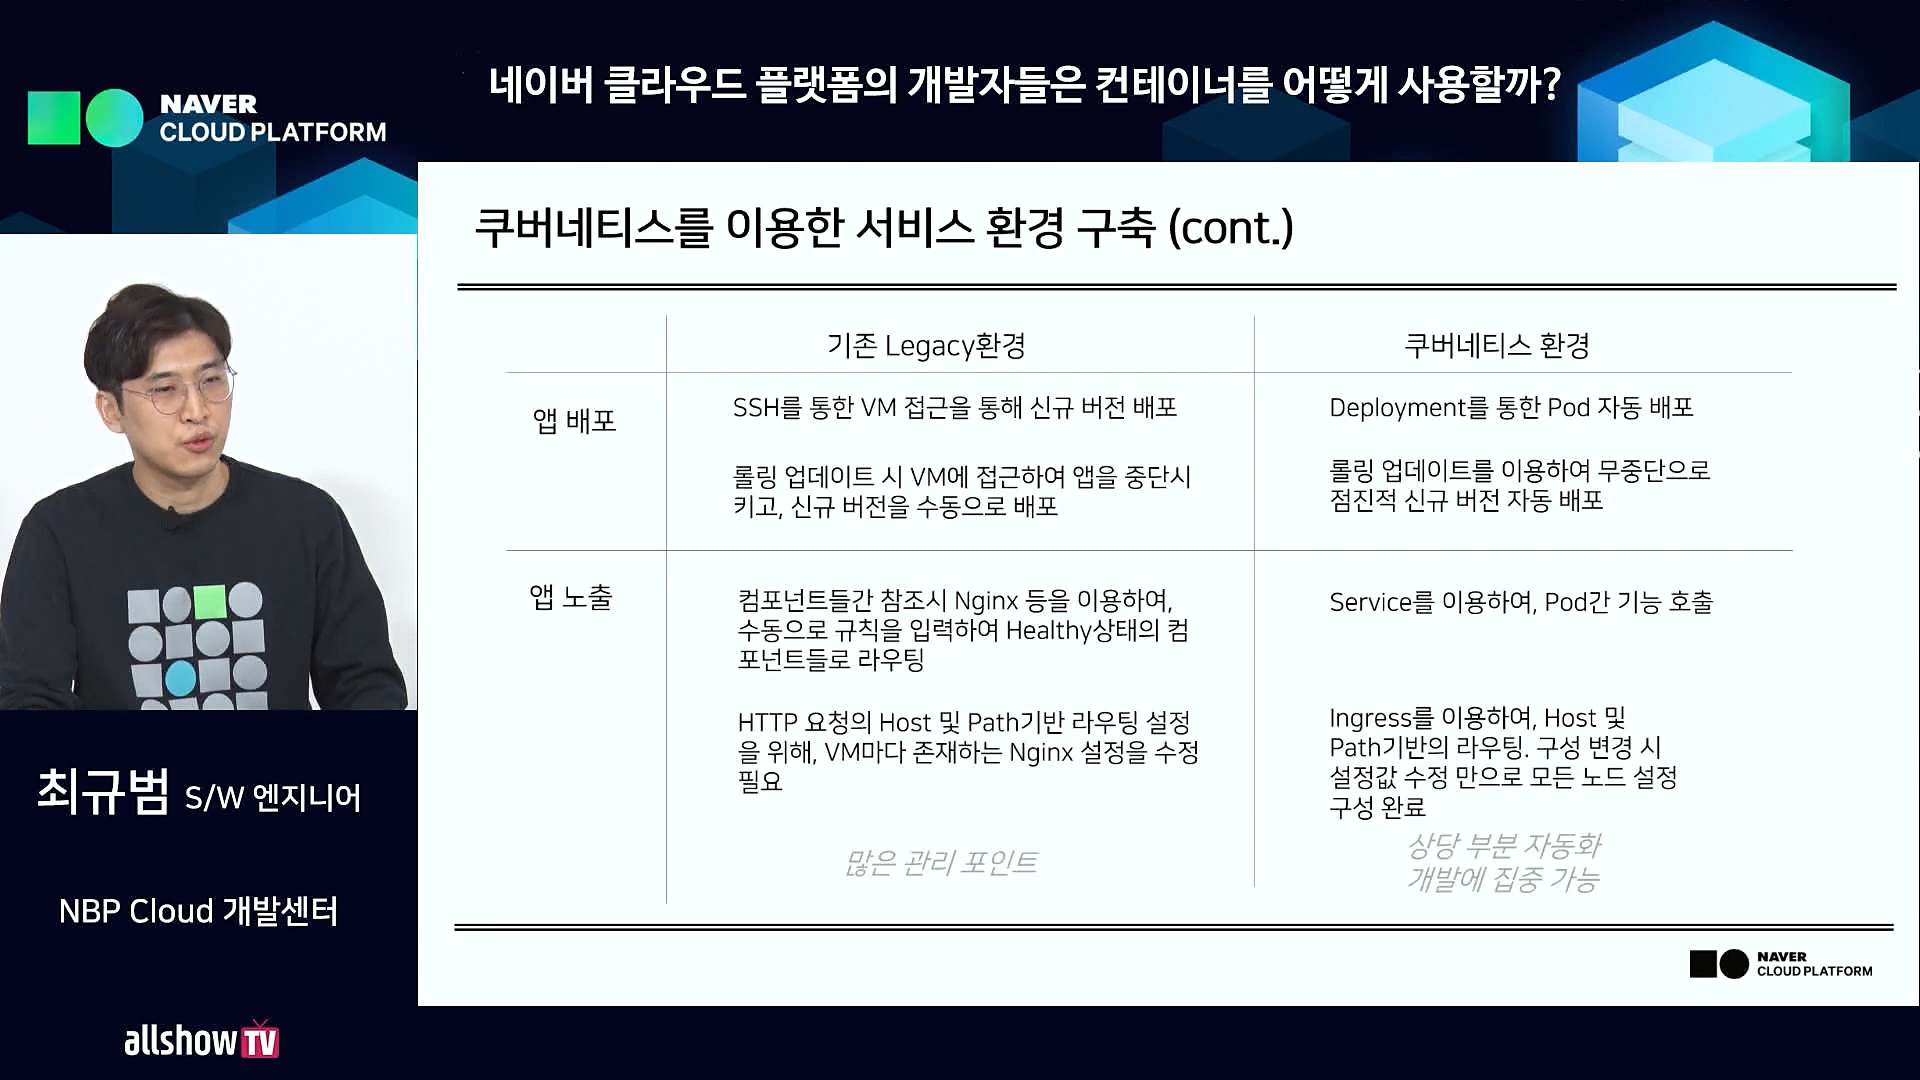 네이버 클라우드 플랫폼의 개발자들은 컨테이너를 어떻게 사용할까?
NAVER
CLOUD PLATFORM
쿠버네티스를 이용한 서비스 환경 구축 (cont.)
기존 Legacy환경
쿠버네티스 환경
앱 배포
SSH를 통한 VM 접근을 통해 신규 버전 배포
롤링 업데이트 시 VM에 접근하여 앱을 중단시
키고, 신규 버전을 수동으로 배포
Deployment를 통한 Pod 자동 배포
롤링 업데이트를 이용하여 무중단으로
점진적 신규 버전 자동 배포
앱 노출
컴포넌트들간 참조시 Nginx 등을 이용하여,
수동으로 규칙을 입력하여 Healthy상태의 컴
포넌트들로 라우팅
HTTP 요청의 Host 및 Path기반 라우팅 설정
을 위해, VM마다 존재하는 Nginx 설정을 수정
필요
많은 관리 포인트
Service를 이용하여, Pod간 기능 호출
Ingress를 이용하여, Host 및
Path기반의 라우팅. 구성 변경 시
설정값 수정 만으로 모든 노드 설정
구성 완료
상당 부분 자동화
개발에 집중 가능
NAVER
CLOUD PLATFORM
최규범 S/W 엔지니어
NBP Cloud 개발센터
allshow TV